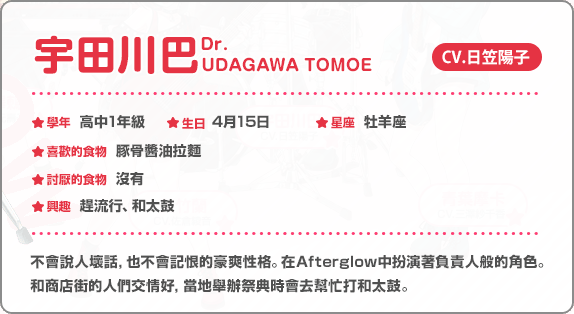 宇田川巴 Dr. UDAGAWA TOMOE CV.日笠陽子
學年 高中1年級 生日 4月15日 星座 牡羊座
喜歡的食物 豚骨醬油拉麵
討厭的食物 沒有
興趣 趕流行、和太鼓
不會說人壞話, 也不會記恨的豪爽性格。在Afterglow中扮演著負責人般的角色。
和商店街的人們交情好, 當地舉辦祭典時會去幫忙打和太鼓。